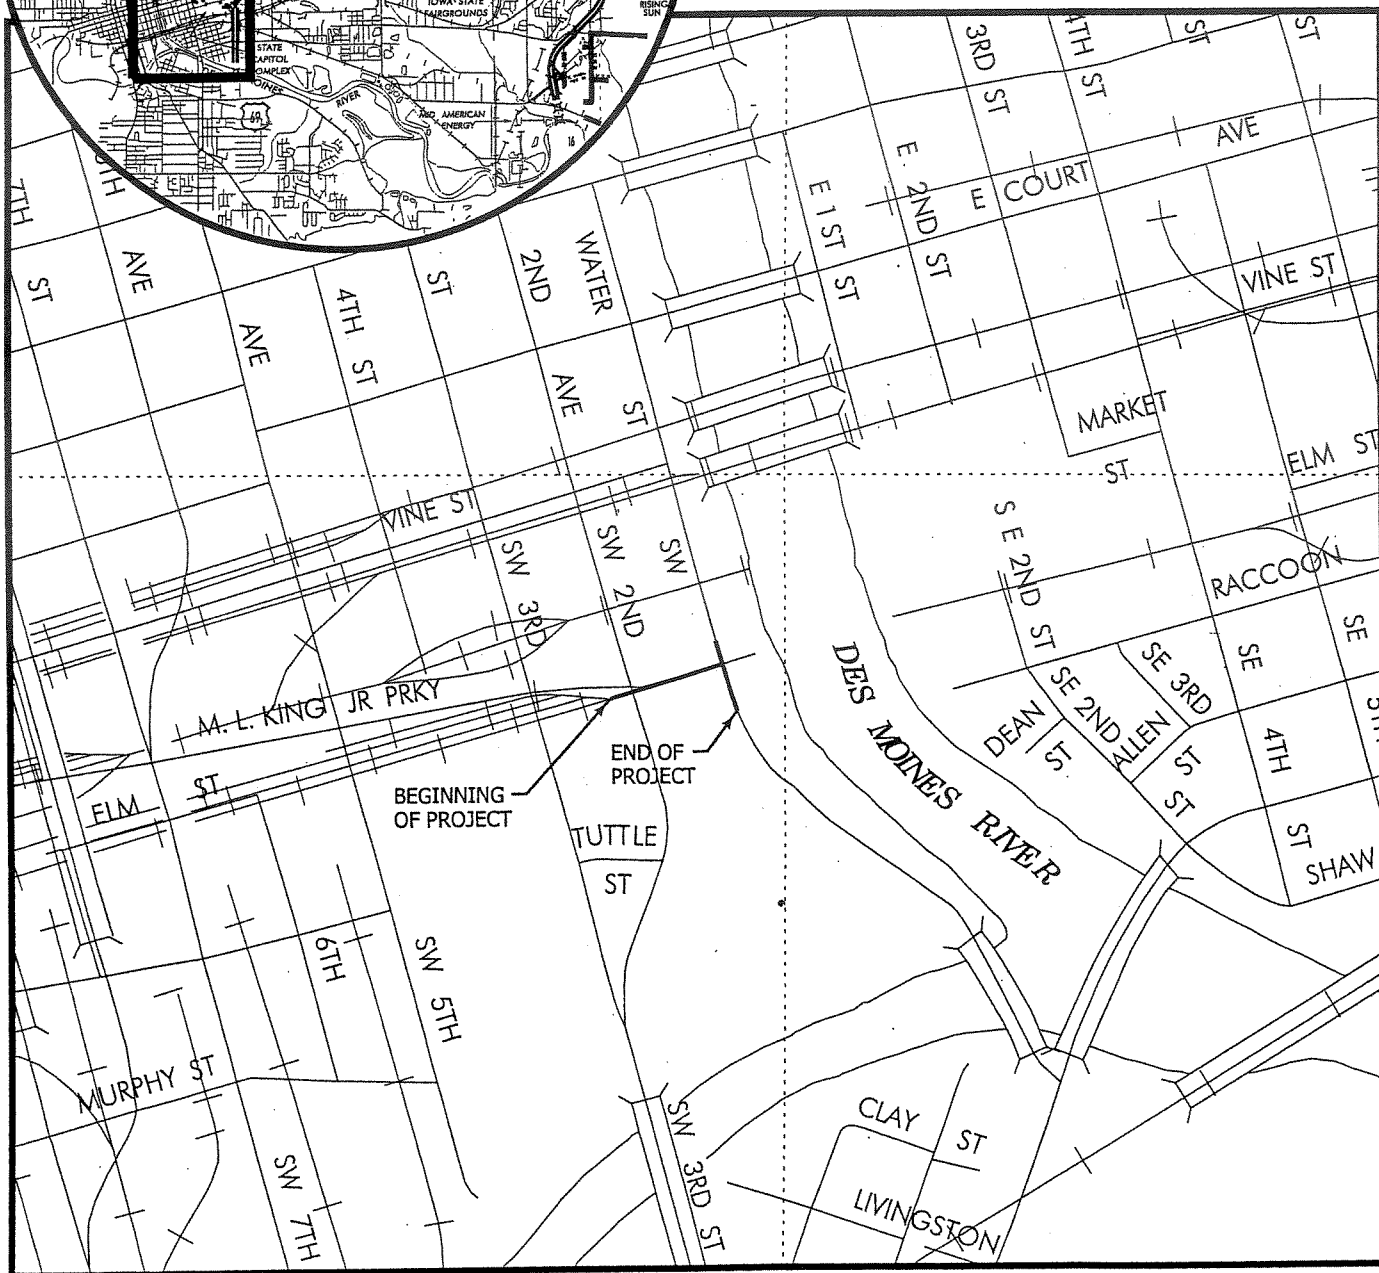 IOWA STATE
FAIRGROUNDS
RISING
SUN
STATE
CAPITOL
COMPLEX
RIVER
69
MID AMERICAN
ENERGY
16
7TH
ST
AVE
AVE
4TH ST
ST
2ND
AVE
WATER
ST
E 1ST
ST
E 2ND
ST
3RD
ST
4TH ST
ST
ST
E COURT
AVE
VINE ST
MARKET
ST
ELM ST
VINE ST
SW
3RD
SW
2ND
SW
S E 2ND ST
RACCOON
SE
4TH
ST
SE
5TH
SE 3RD
ST
SE 2ND
ST
DEAN
ST
ALLEN
SHAW
M. L. KING JR PRKY
ELM
ST
DES MOINES RIVER
END OF
PROJECT
BEGINNING
OF PROJECT
TUTTLE
ST
6TH
SW 5TH
MURPHY ST
SW 7TH
SW 3RD ST
CLAY
ST
LIVINGSTON